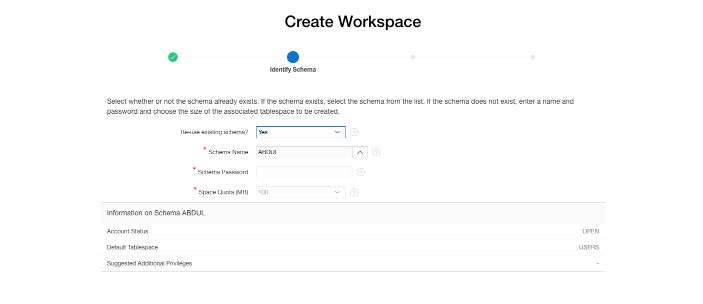 Create Workspace
Identify Schema
Select whether or not the schema already exists. If the schema exists, select the schema from the list. If the schema does not exist, enter a name and
password and choose the size of the associated tablespace to be created.
Re-use existing schema? Yes
* Schema Name ABDUL
* Schema Password
* Space Quota (MB) 100
Information on Schema ABDUL
Account Status OPEN
Default Tablespace USERS
Suggested Additional Privileges -